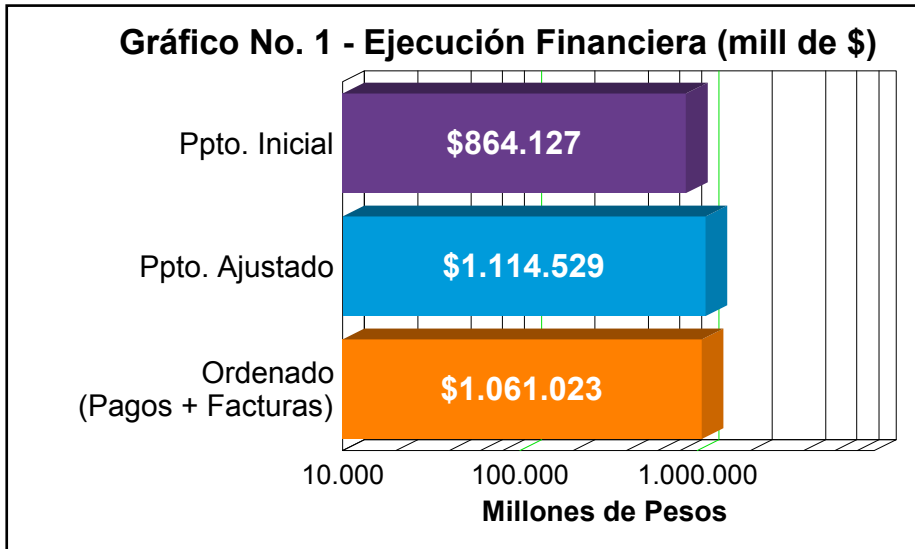 Gráfico No. 1 - Ejecución Financiera (mill de $)
Ppto. Inicial
$864.127
Ppto. Ajustado
$1.114.529
Ordenado
(Pagos + Facturas)
$1.061.023
10.000
100.000
1.000.000
Millones de Pesos